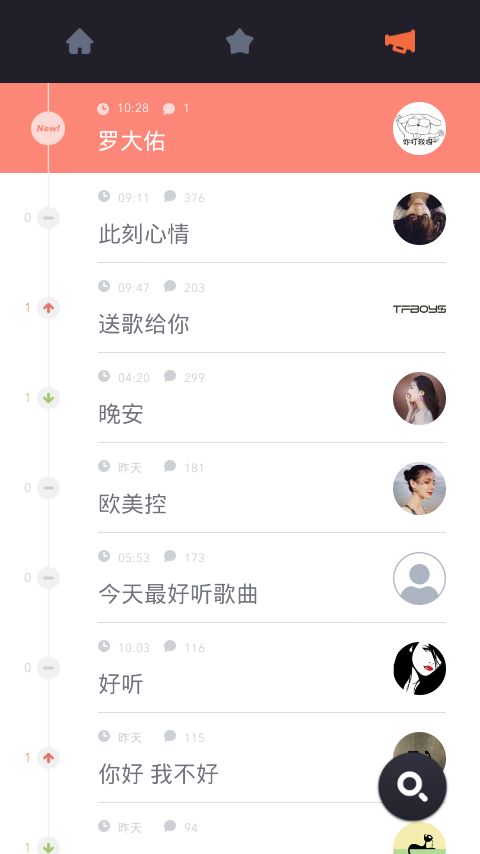 10:28 1
New!
罗大佑
你叮我呀
09:11 376
0
此刻心情
09:47 203
1
送歌给你
TFBOYS
04:20 299
1
晚安
昨天 181
0
欧美控
05:53 173
0
今天最好听歌曲
10:03 116
0
好听
昨天 115
1
你好 我不好
昨天 94
1